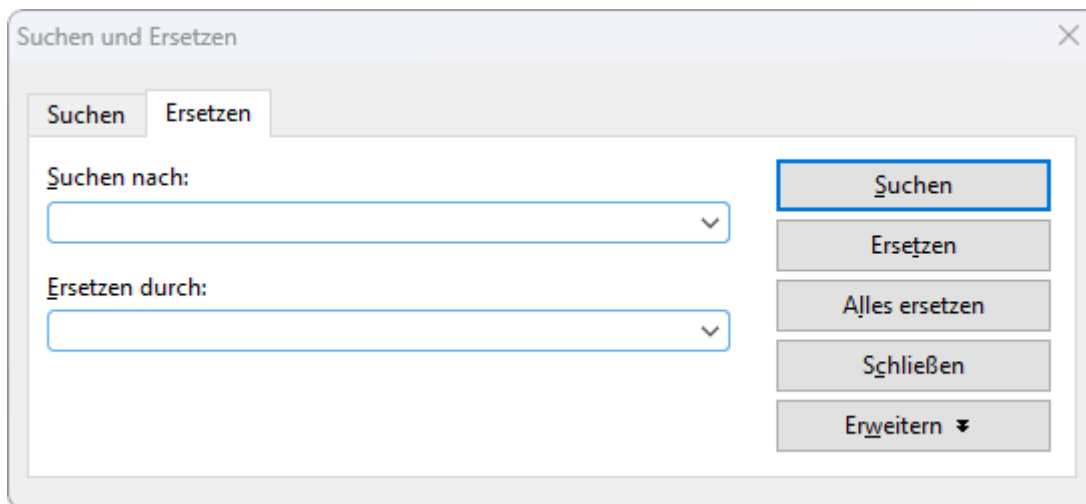 Suchen und Ersetzen
Suchen Ersetzen
Suchen nach:
Suchen
Ersetzen
Ersetzen durch:
Alles ersetzen
Schließen
Erweitern